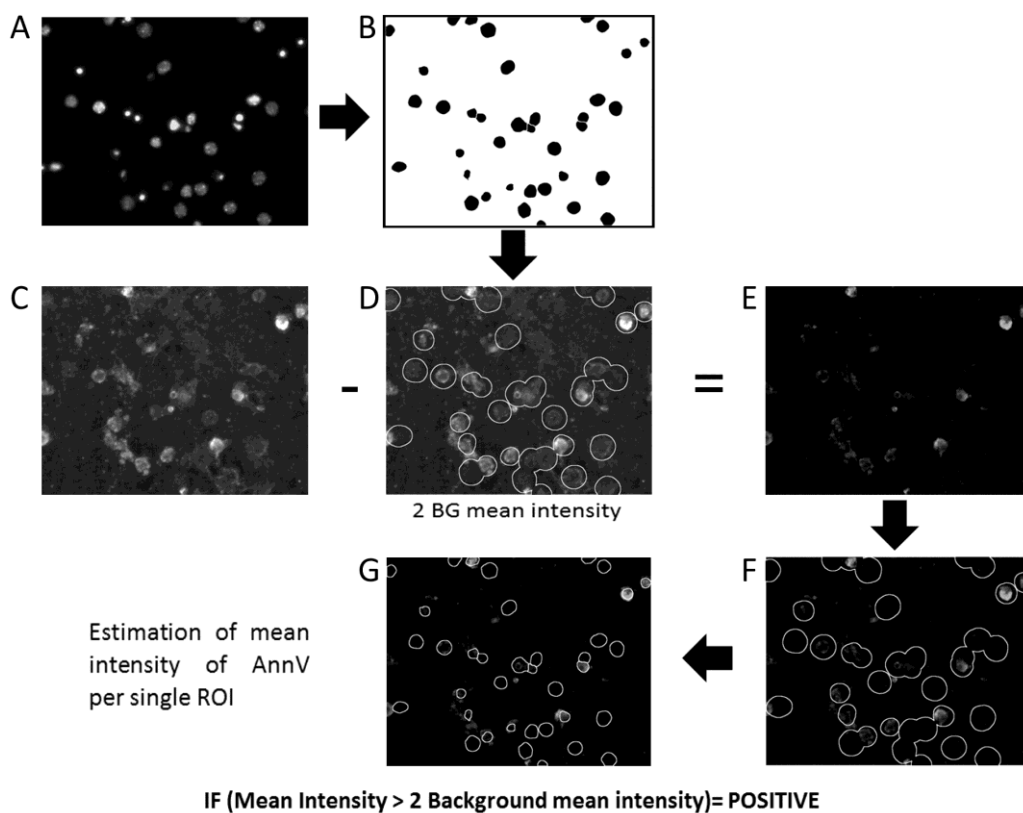 A
B
C
D
E
-
=
2 BG mean intensity
G
F
Estimation of mean
intensity of AnnV
per single ROI
IF (Mean Intensity > 2 Background mean intensity)= POSITIVE